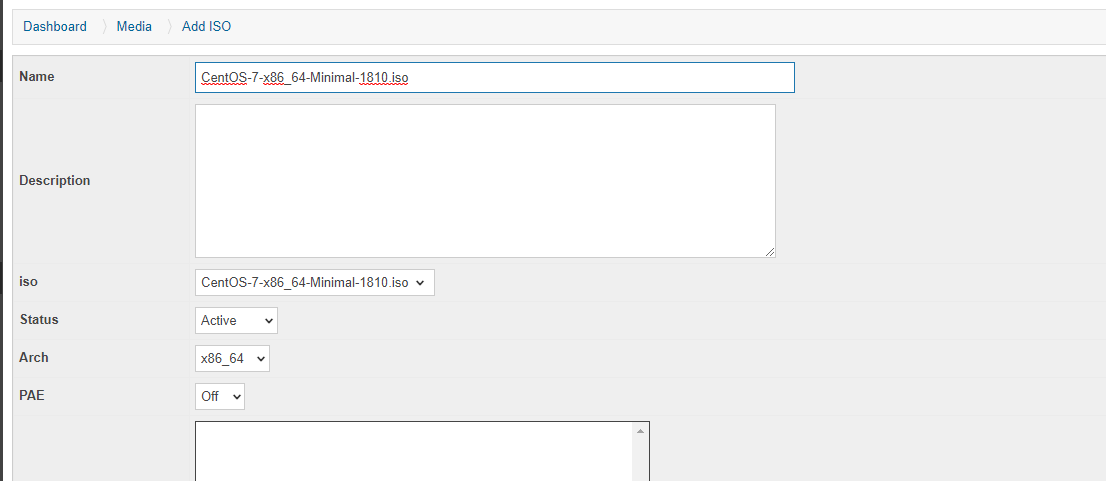 Dashboard Media Add ISO
Name CentOS-7-x86_64-Minimal-1810.iso
Description
iso CentOS-7-x86_64-Minimal-1810.iso
Status Active
Arch x86_64
PAE Off